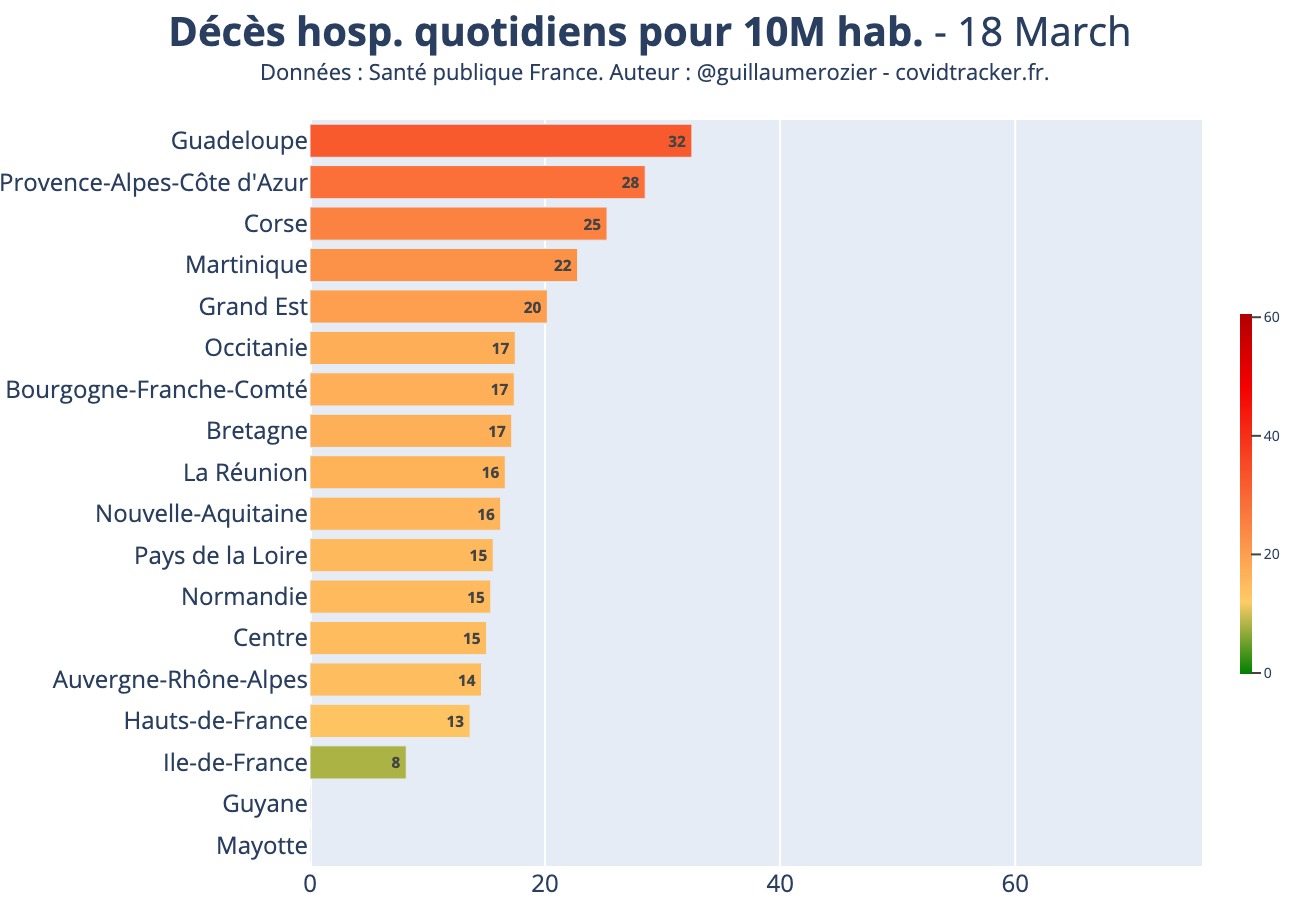 Décès hosp. quotidiens pour 10M hab. - 18 March
Données : Santé publique France. Auteur : @guillaumerozier - covidtracker.fr.
Guadeloupe 32
Provence-Alpes-Côte d'Azur 28
Corse 25
Martinique 22
Grand Est 20
Occitanie 17
Bourgogne-Franche-Comté 17
Bretagne 17
La Réunion 16
Nouvelle-Aquitaine 16
Pays de la Loire 15
Normandie 15
Centre 15
Auvergne-Rhône-Alpes 14
Hauts-de-France 13
Ile-de-France 8
Guyane
Mayotte
0 20 40 60
60
40
20
0